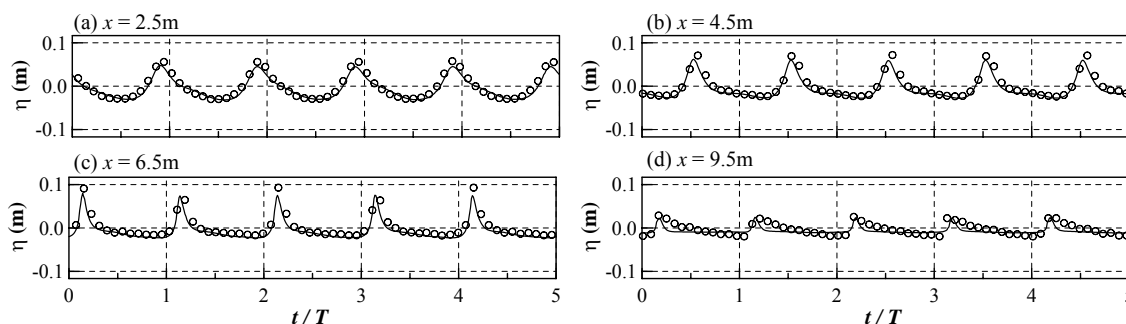 (a) x = 2.5m
(b) x = 4.5m
0.1
0.0
-0.1
η (m)
0.1
0.0
-0.1
η (m)
(c) x = 6.5m
(d) x = 9.5m
0.1
0.0
-0.1
η (m)
0.1
0.0
-0.1
η (m)
0 1 2 3 4 5
0 1 2 3 4 5
t / T
t / T